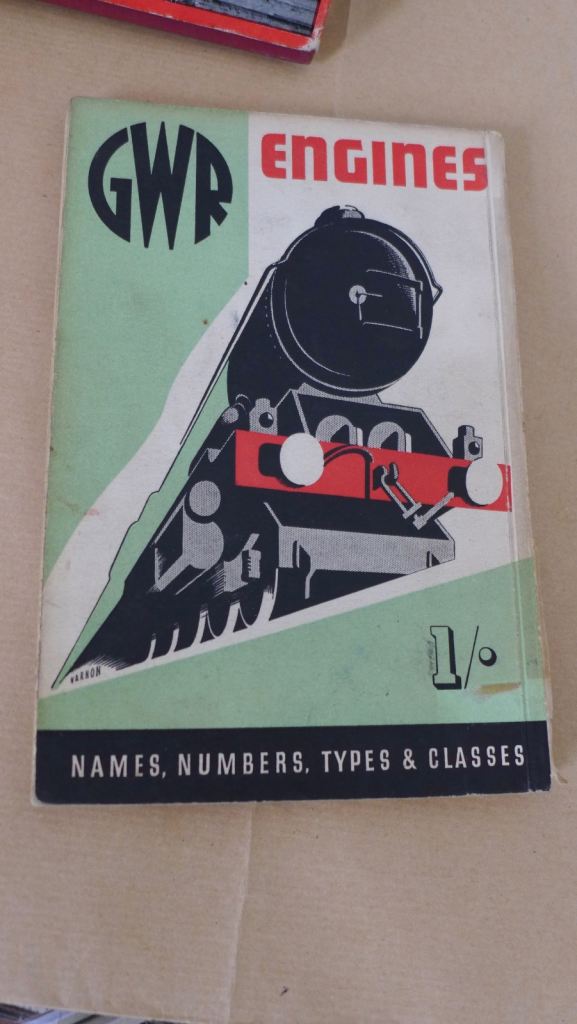 GWR ENGINES
1/-
VARNON
NAMES, NUMBERS, TYPES & CLASSES